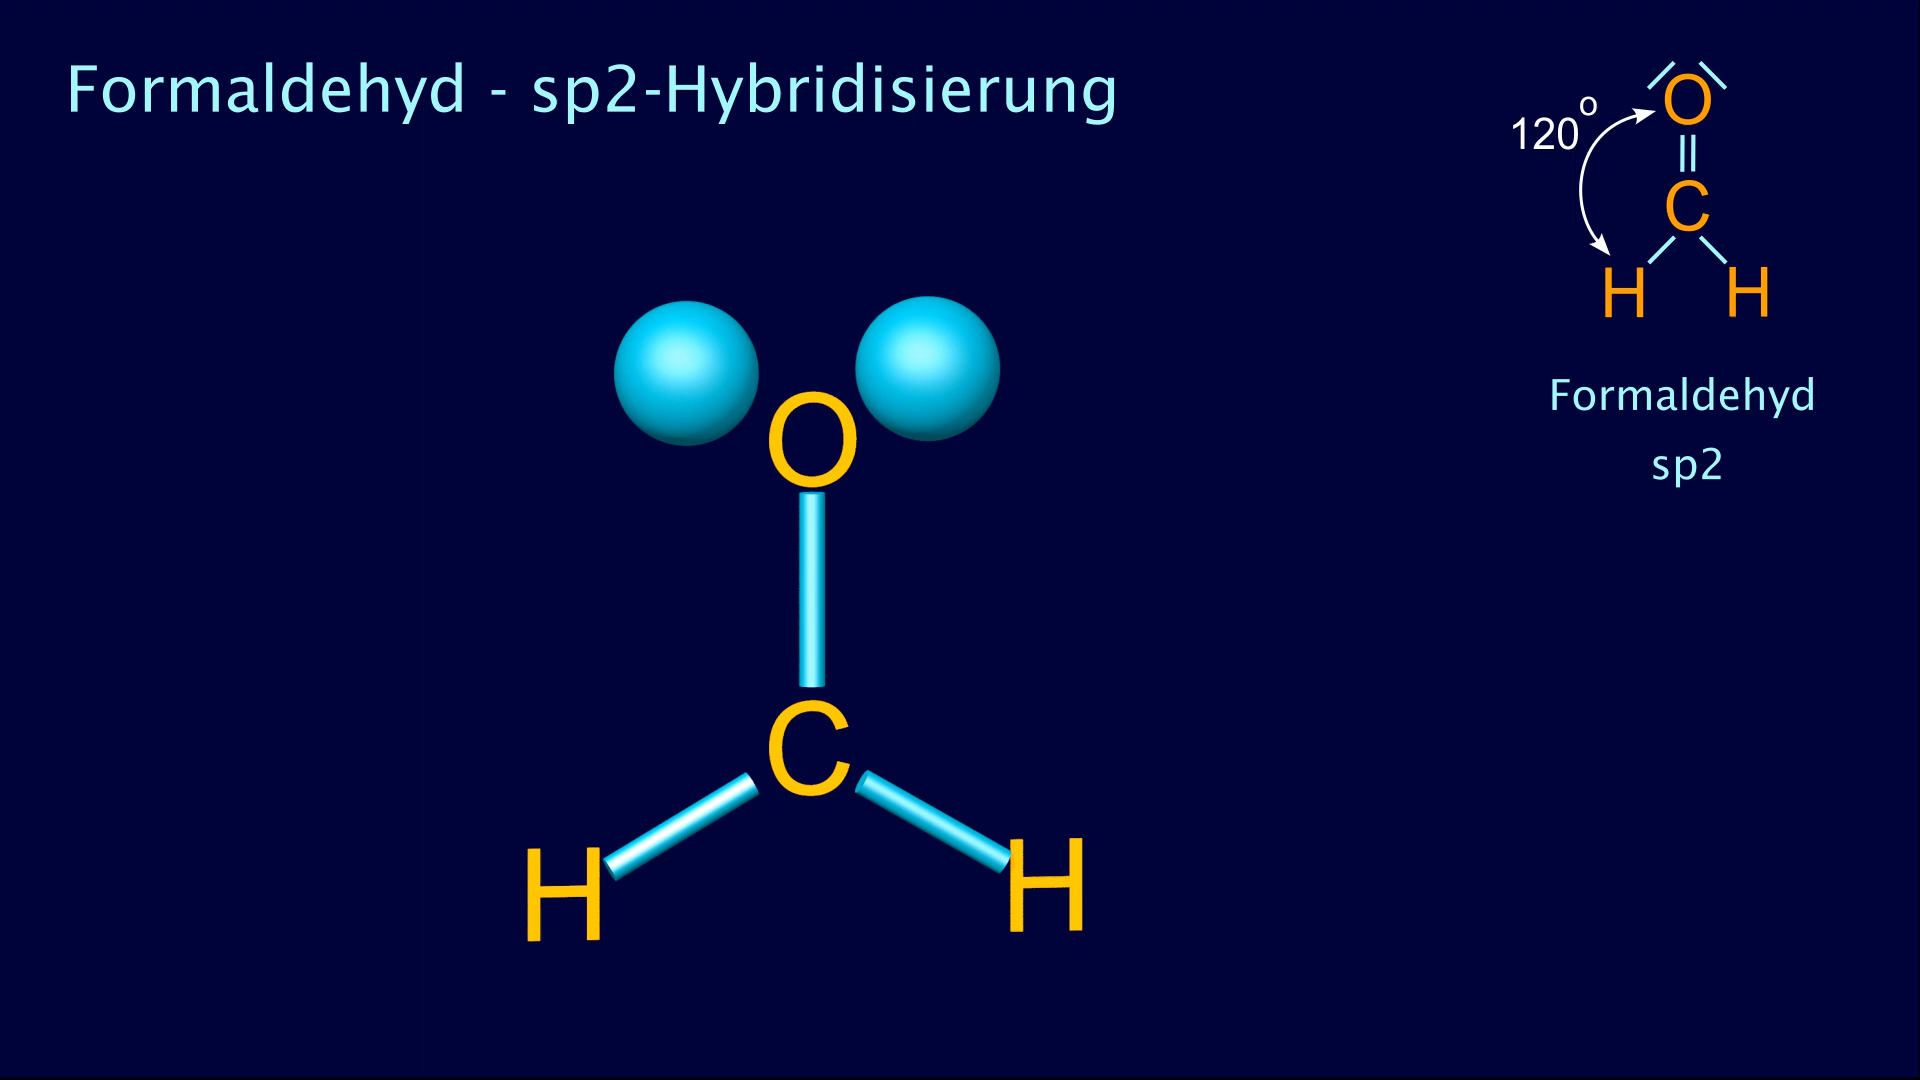 Formaldehyd - sp2-Hybridisierung
O
120°
C
H H
Formaldehyd
sp2
O
C
H H